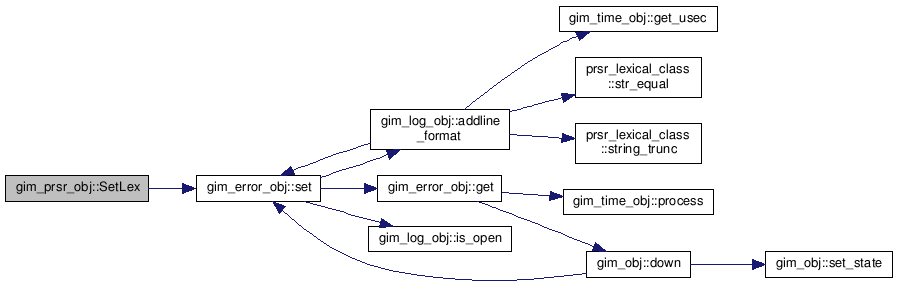 gim_time_obj::get_usec
prsr_lexical_class
::str_equal
gim_log_obj::addline
_format
prsr_lexical_class
::string_trunc
gim_prsr_obj::SetLex
gim_error_obj::set
gim_error_obj::get
gim_time_obj::process
gim_log_obj::is_open
gim_obj::down
gim_obj::set_state